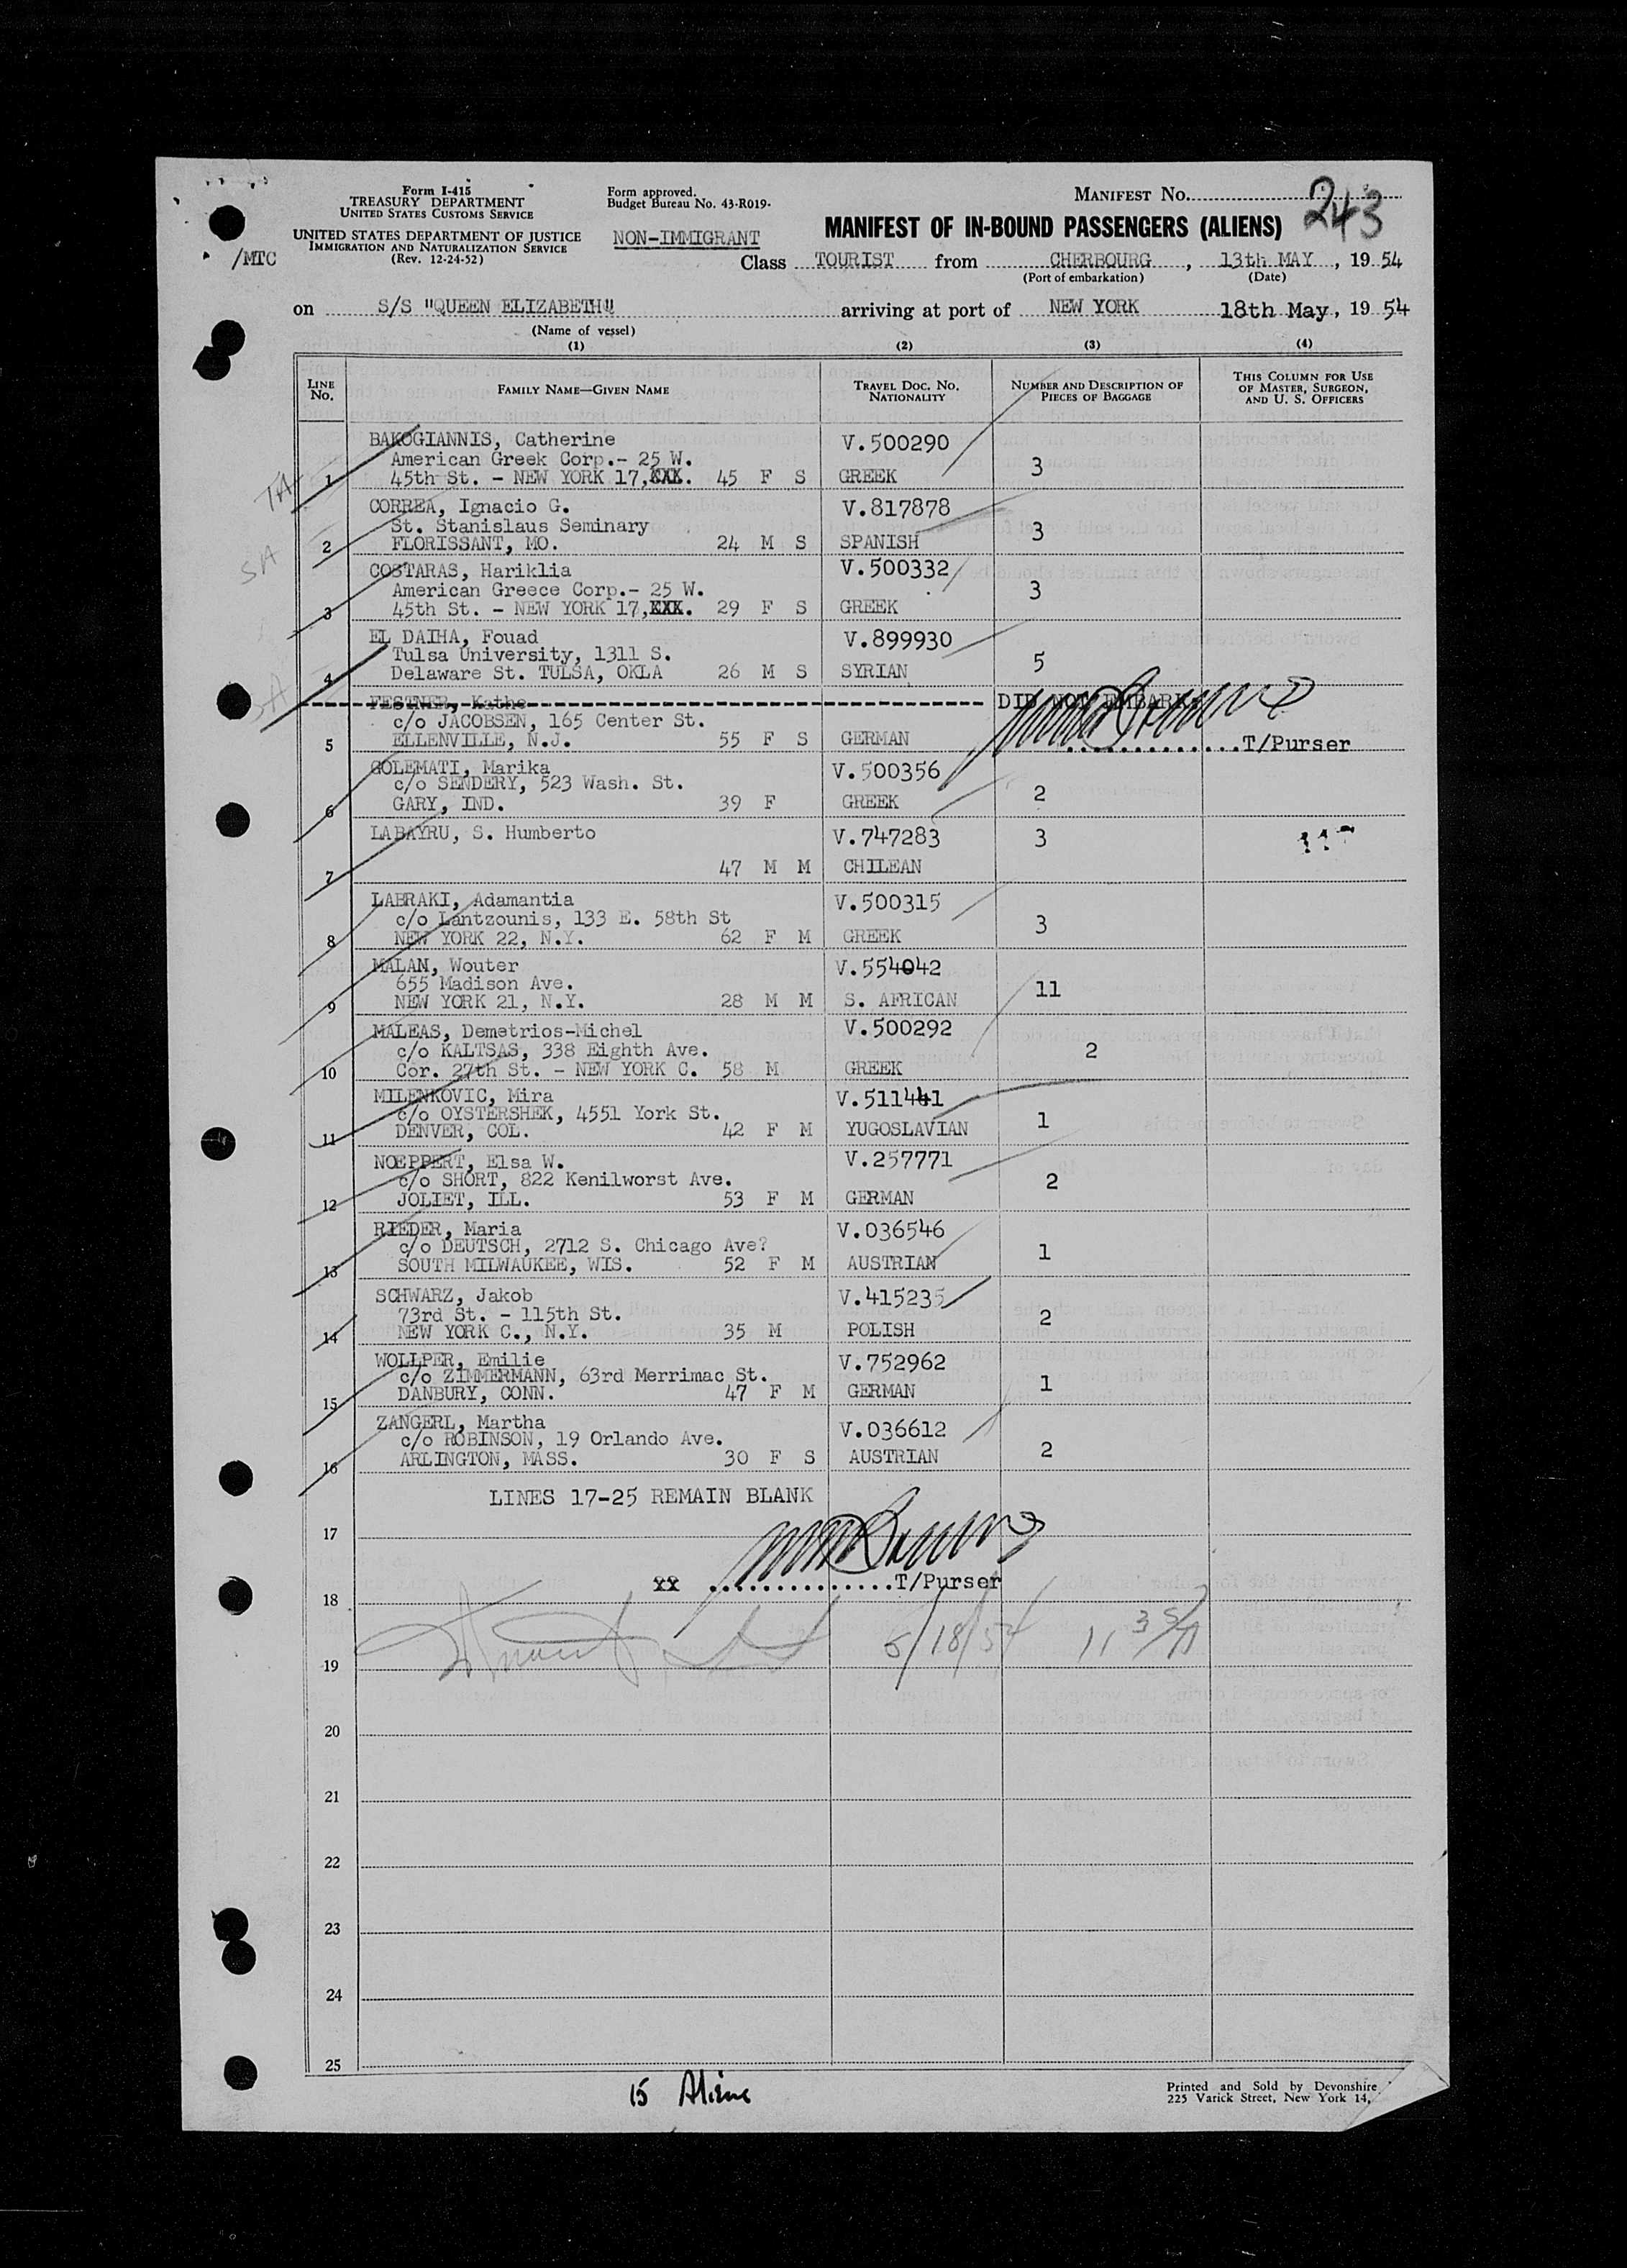 Form I-415
TREASURY DEPARTMENT
UNITED STATES CUSTOMS SERVICE
UNITED STATES DEPARTMENT OF JUSTICE
IMMIGRATION AND NATURALIZATION SERVICE
(Rev. 12-24-52)
/MTC
Form approved.
Budget Bureau No. 43-R019-
NON-IMMIGRANT
MANIFEST No. 243
MANIFEST OF IN-BOUND PASSENGERS (ALIENS)
Class TOURIST from CHERBOURG, 13th MAY, 19 54
(Port of embarkation) (Date)
on S/S "QUEEN ELIZABETH" arriving at port of NEW YORK 18th May, 19 54
(Name of vessel)
(1) (2) (3) (4)
LINE No. FAMILY NAME—GIVEN NAME TRAVEL DOC. NO. NATIONALITY NUMBER AND DESCRIPTION OF PIECES OF BAGGAGE THIS COLUMN FOR USE OF MASTER, SURGEON, AND U. S. OFFICERS
BAKOGIANNIS, Catherine V.500290
American Greek Corp.- 25 W. 3
TA 1 45th St. - NEW YORK 17, XXX. 45 F S GREEK
CORREA, Ignacio G. V.817878
St. Stanislaus Seminary 3
SA 2 FLORISSANT, MO. 24 M S SPANISH
COSTARAS, Hariklia V.500332
American Greece Corp.- 25 W. 3
3 45th St. - NEW YORK 17, XXX. 29 F S GREEK
EL DAIHA, Fouad V.899930
Tulsa University, 1311 S. 5
SA 4 Delaware St. TULSA, OKLA 26 M S SYRIAN
FESTNER, Kathe DID NOT EMBARK
c/o JACOBSEN, 165 Center St.
5 ELLENVILLE, N.J. 55 F S GERMAN T/Purser
GOLEMATI, Marika V.500356
c/o SENDERY, 523 Wash. St. 2
6 GARY, IND. 39 F GREEK
LABAYRU, S. Humberto V.747283 3
7 47 M M CHILEAN
LABRAKI, Adamantia V.500315
c/o Lantzounis, 133 E. 58th St 3
8 NEW YORK 22, N.Y. 62 F M GREEK
MALAN, Wouter V.554042
655 Madison Ave. 11
9 NEW YORK 21, N.Y. 28 M M S. AFRICAN
MALEAS, Demetrios-Michel V.500292
c/o KALTSAS, 338 Eighth Ave. 2
10 Cor. 27th St. - NEW YORK C. 58 M GREEK
MILENKOVIC, Mira V.511441
c/o OYSTERSHEK, 4551 York St. 1
11 DENVER, COL. 42 F M YUGOSLAVIAN
NOEPPERT, Elsa W. V.257771
c/o SHORT, 822 Kenilworst Ave. 2
12 JOLIET, ILL. 53 F M GERMAN
RIEDER, Maria V.036546
c/o DEUTSCH, 2712 S. Chicago Ave? 1
13 SOUTH MILWAUKEE, WIS. 52 F M AUSTRIAN
SCHWARZ, Jakob V.415235
73rd St. - 115th St. 2
14 NEW YORK C., N.Y. 35 M POLISH
WOLLPER, Emilie V.752962
c/o ZIMMERMANN, 63rd Merrimac St. 1
15 DANBURY, CONN. 47 F M GERMAN
ZANGERL, Martha V.036612
c/o ROBINSON, 19 Orlando Ave. 2
16 ARLINGTON, MASS. 30 F S AUSTRIAN
LINES 17-25 REMAIN BLANK
17
XX T/Purser
18
5/18/54 11 35/A
19
20
21
22
23
24
25
15 Aliens
Printed and Sold by Devonshire
225 Varick Street, New York 14,